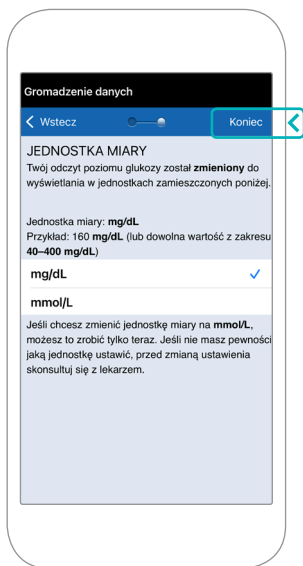 Gromadzenie danych
Wstecz
Koniec
JEDNOSTKA MIARY
Twój odczyt poziomu glukozy został zmieniony do
wyświetlania w jednostkach zamieszczonych poniżej.
Jednostka miary: mg/dL
Przykład: 160 mg/dL (lub dowolna wartość z zakresu
40–400 mg/dL)
mg/dL
mmol/L
Jeśli chcesz zmienić jednostkę miary na mmol/L,
możesz to zrobić tylko teraz. Jeśli nie masz pewności
jaką jednostkę ustawić, przed zmianą ustawienia
skonsultuj się z lekarzem.